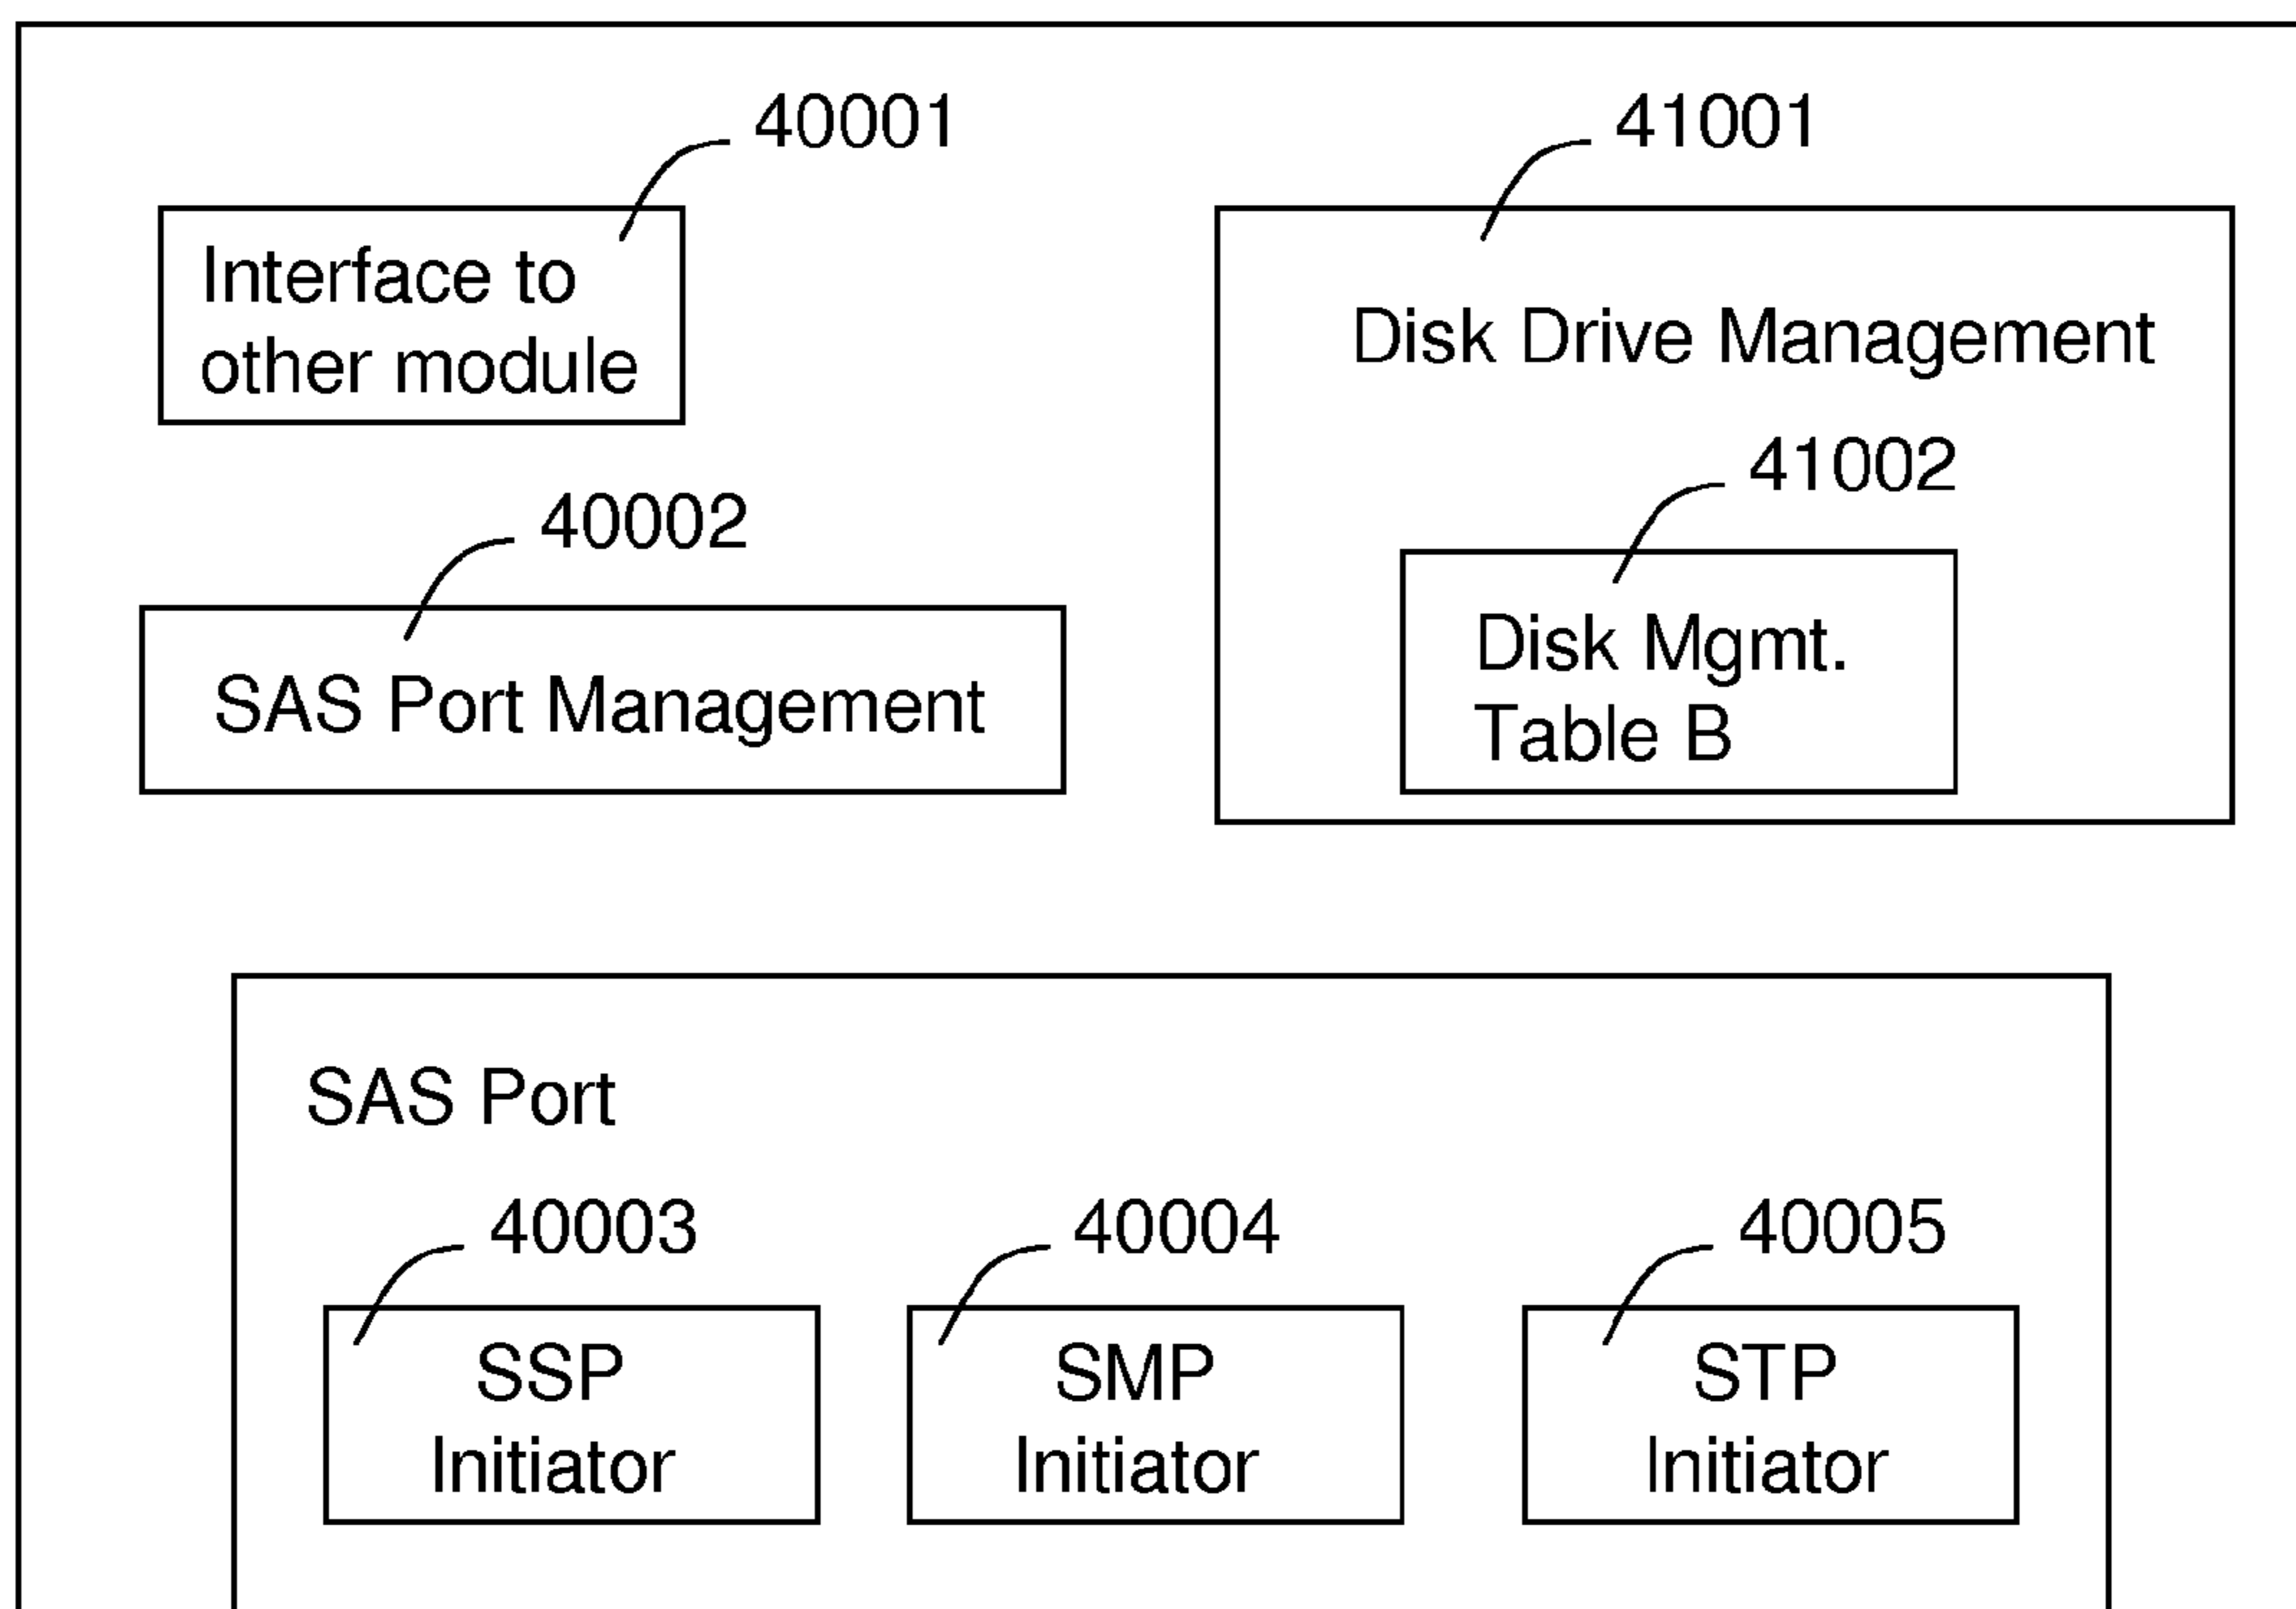 40001
Interface to
other module
41001
Disk Drive Management
41002
Disk Mgmt.
Table B
40002
SAS Port Management
SAS Port
40003
SSP
Initiator
40004
SMP
Initiator
40005
STP
Initiator